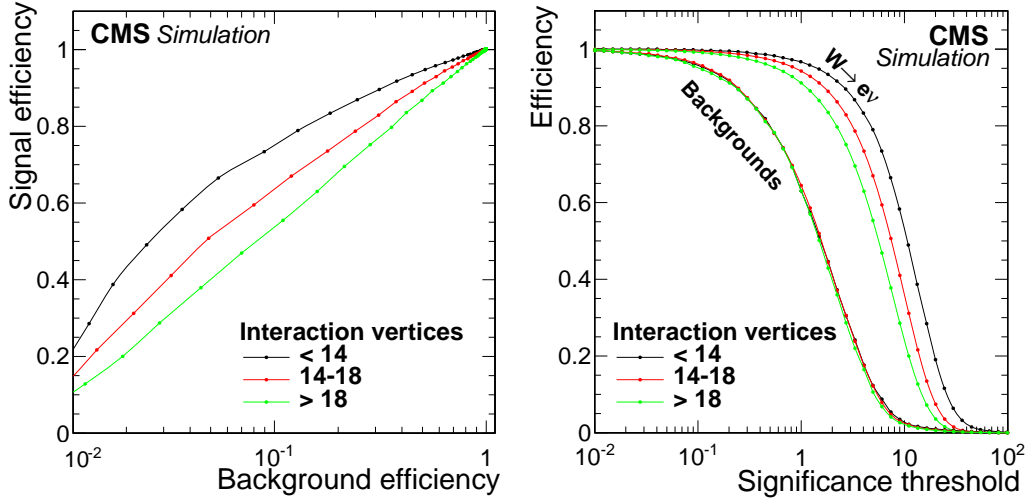 CMS Simulation
Signal efficiency
1
0.8
0.6
0.4
0.2
0
Interaction vertices
< 14
14-18
> 18
10-2
10-1
1
Background efficiency
CMS
Simulation
Efficiency
1
0.8
0.6
0.4
0.2
0
W→eν
Backgrounds
Interaction vertices
< 14
14-18
> 18
10-2
10-1
1
10
102
Significance threshold